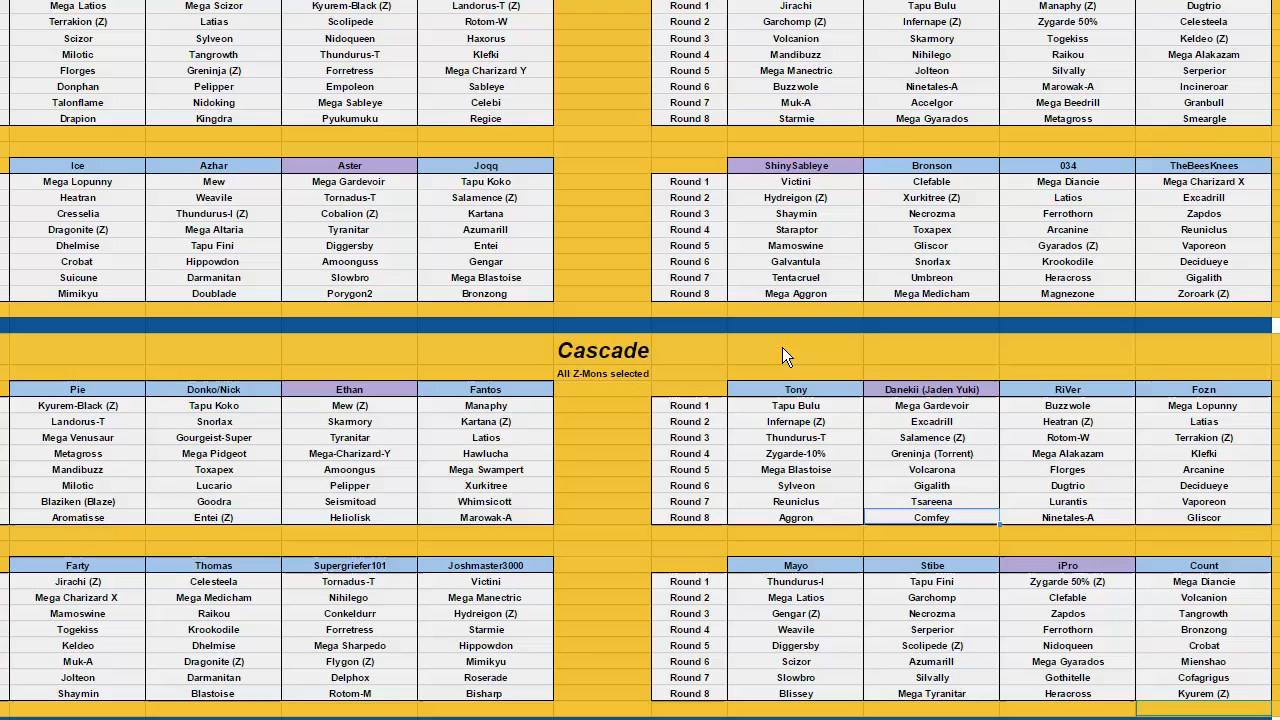 Mega Latios Mega Scizor Kyurem-Black (Z) Landorus-T (Z) Round 1 Jirachi Tapu Bulu Manaphy (Z) Dugtrio
Terrakion (Z) Latias Scolipede Rotom-W Round 2 Garchomp (Z) Infernape (Z) Zygarde 50% Celesteela
Scizor Sylveon Nidoqueen Haxorus Round 3 Volcanion Skarmory Togekiss Keldeo (Z)
Milotic Tangrowth Thundurus-T Klefki Round 4 Mandibuzz Nihilego Raikou Mega Alakazam
Florges Greninja (Z) Forretress Mega Charizard Y Round 5 Mega Manectric Jolteon Silvally Serperior
Donphan Pelipper Empoleon Sableye Round 6 Buzzwole Ninetales-A Marowak-A Incineroar
Talonflame Nidoking Mega Sableye Celebi Round 7 Muk-A Accelgor Mega Beedrill Granbull
Drapion Kingdra Pyukumuku Regice Round 8 Starmie Mega Gyarados Metagross Smeargle
Ice Azhar Aster Joqq ShinySableye Bronson 034 TheBeesKnees
Mega Lopunny Mew Mega Gardevoir Tapu Koko Round 1 Victini Clefable Mega Diancie Mega Charizard X
Heatran Weavile Tornadus-T Salamence (Z) Round 2 Hydreigon (Z) Xurkitree (Z) Latios Excadrill
Cresselia Thundurus-I (Z) Cobalion (Z) Kartana Round 3 Shaymin Necrozma Ferrothorn Zapdos
Dragonite (Z) Mega Altaria Tyranitar Azumarill Round 4 Staraptor Toxapex Arcanine Reuniclus
Dhelmise Tapu Fini Diggersby Entei Round 5 Mamoswine Gliscor Gyarados (Z) Vaporeon
Crobat Hippowdon Amoonguss Gengar Round 6 Galvantula Snorlax Krookodile Decidueye
Suicune Darmanitan Slowbro Mega Blastoise Round 7 Tentacruel Umbreon Heracross Gigalith
Mimikyu Doublade Porygon2 Bronzong Round 8 Mega Aggron Mega Medicham Magnezone Zoroark (Z)
Cascade
All Z-Mons selected
Pie Donko/Nick Ethan Fantos Tony Danekii (Jaden Yuki) RiVer Fozn
Kyurem-Black (Z) Tapu Koko Mew (Z) Manaphy Round 1 Tapu Bulu Mega Gardevoir Buzzwole Mega Lopunny
Landorus-T Snorlax Skarmory Kartana (Z) Round 2 Infernape (Z) Excadrill Heatran (Z) Latias
Mega Venusaur Gourgeist-Super Tyranitar Latios Round 3 Thundurus-T Salamence (Z) Rotom-W Terrakion (Z)
Metagross Mega Pidgeot Mega-Charizard-Y Hawlucha Round 4 Zygarde-10% Greninja (Torrent) Mega Alakazam Klefki
Mandibuzz Toxapex Amoongus Mega Swampert Round 5 Mega Blastoise Volcarona Florges Arcanine
Milotic Lucario Pelipper Xurkitree Round 6 Sylveon Gigalith Dugtrio Decidueye
Blaziken (Blaze) Goodra Seismitoad Whimsicott Round 7 Reuniclus Tsareena Lurantis Vaporeon
Aromatisse Entei (Z) Heliolisk Marowak-A Round 8 Aggron Comfey Ninetales-A Gliscor
Farty Thomas Supergriefer101 Joshmaster3000 Mayo Stibe iPro Count
Jirachi (Z) Celesteela Tornadus-T Victini Round 1 Thundurus-I Tapu Fini Zygarde 50% (Z) Mega Diancie
Mega Charizard X Mega Medicham Nihilego Mega Manectric Round 2 Mega Latios Garchomp Clefable Volcanion
Mamoswine Raikou Conkeldurr Hydreigon (Z) Round 3 Gengar (Z) Necrozma Zapdos Tangrowth
Togekiss Krookodile Forretress Starmie Round 4 Weavile Serperior Ferrothorn Bronzong
Keldeo Dhelmise Mega Sharpedo Hippowdon Round 5 Diggersby Scolipede (Z) Nidoqueen Crobat
Muk-A Dragonite (Z) Flygon (Z) Mimikyu Round 6 Scizor Azumarill Mega Gyarados Mienshao
Jolteon Darmanitan Delphox Roserade Round 7 Slowbro Silvally Gothitelle Cofagrigus
Shaymin Blastoise Rotom-M Bisharp Round 8 Blissey Mega Tyranitar Heracross Kyurem (Z)